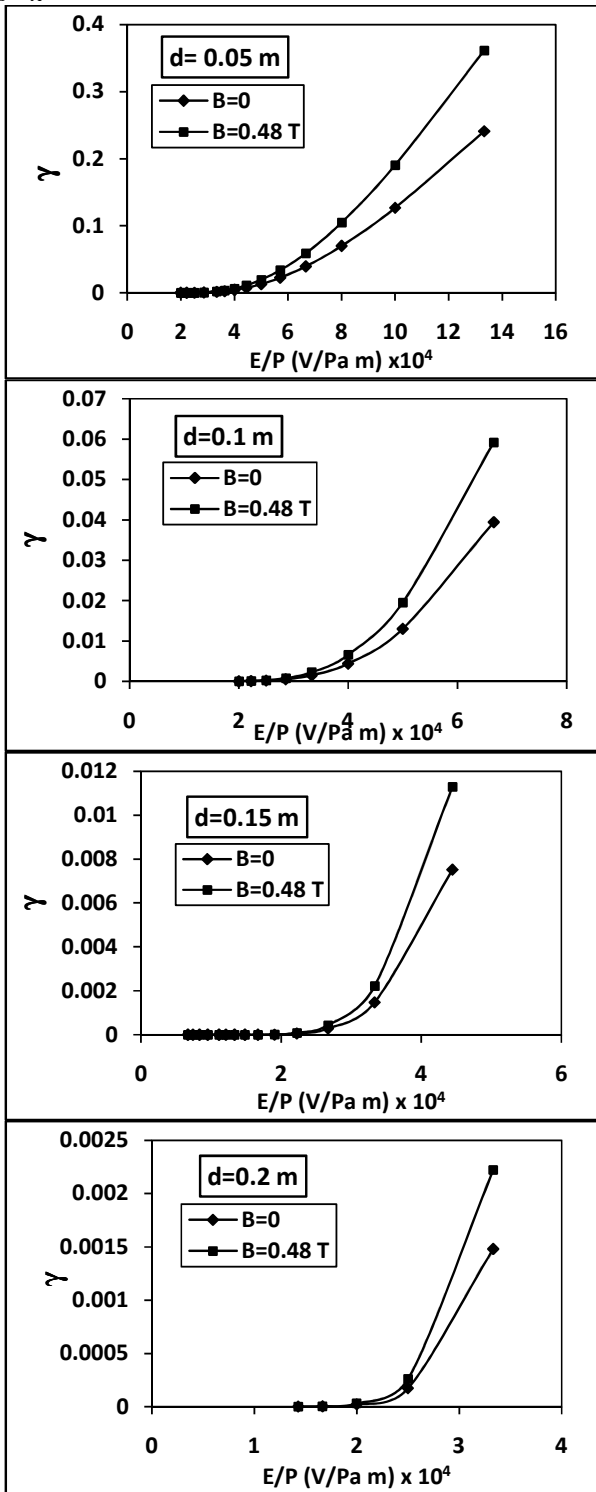 d= 0.05 m
B=0
B=0.48 T
γ
0.4
0.3
0.2
0.1
0
0 2 4 6 8 10 12 14 16
E/P (V/Pa m) x10⁴
d=0.1 m
B=0
B=0.48 T
γ
0.07
0.06
0.05
0.04
0.03
0.02
0.01
0
0 2 4 6 8
E/P (V/Pa m) x 10⁴
d=0.15 m
B=0
B=0.48 T
γ
0.012
0.01
0.008
0.006
0.004
0.002
0
0 2 4 6
E/P (V/Pa m) x 10⁴
d=0.2 m
B=0
B=0.48 T
γ
0.0025
0.002
0.0015
0.001
0.0005
0
0 1 2 3 4
E/P (V/Pa m) x 10⁴